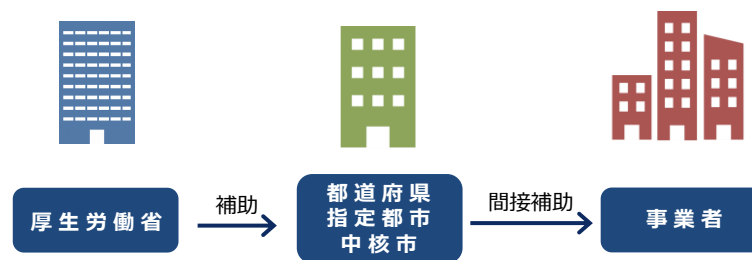 厚生労働省
補助
都道府県
指定都市
中核市
間接補助
事業者